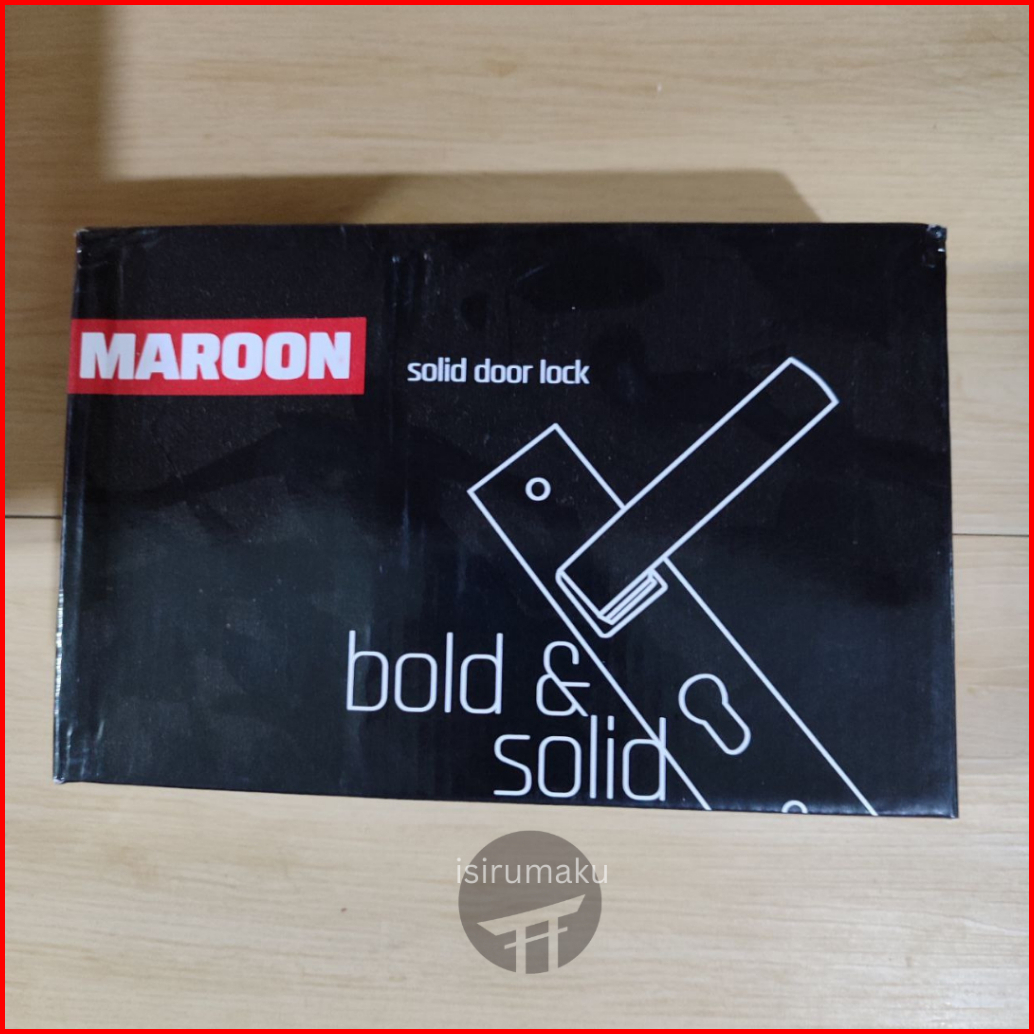 MAROON
solid door lock
bold &
solid
isirumaku